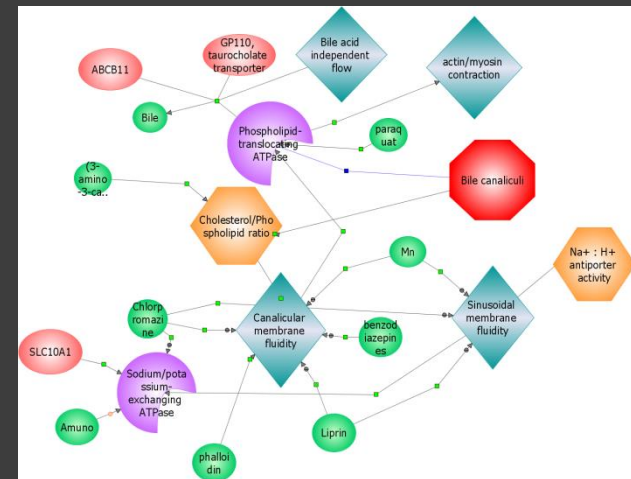 GP110,
taurocholate
transporter
Bile acid
independent
flow
ABCB11
actin/myosin
contraction
Bile
Phospholipid-
translocating
ATPase
paraq
uat
(3-
amino
-3-ca..
Bile canaliculi
Cholesterol/Pho
spholipid ratio
Mn
Na+ : H+
antiporter
activity
Chlorp
romazi
ne
Canalicular
membrane
fluidity
benzod
iazepin
es
Sinusoidal
membrane
fluidity
SLC10A1
Sodium/pota
ssium-
exchanging
ATPase
Amuno
Liprin
phalloi
din